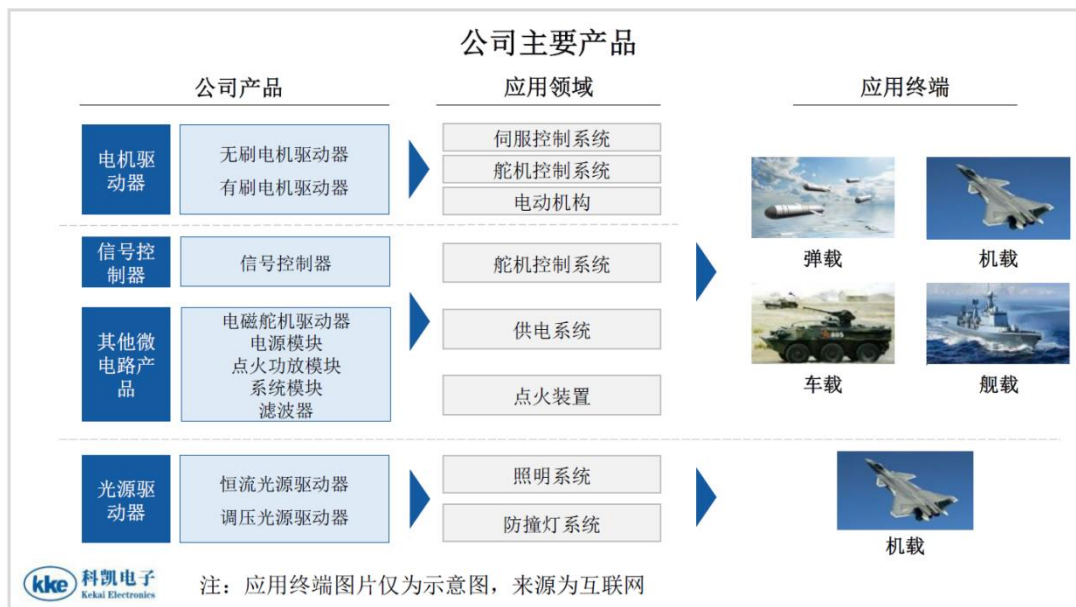 公司主要产品
公司产品
应用领域
应用终端
电机驱
动器
无刷电机驱动器
有刷电机驱动器
伺服控制系统
舵机控制系统
电动机构
信号控
制器
信号控制器
舵机控制系统
其他微
电路产
品
电磁舵机驱动器
电源模块
点火功放模块
系统模块
滤波器
供电系统
点火装置
弹载
机载
车载
舰载
光源驱
动器
恒流光源驱动器
调压光源驱动器
照明系统
防撞灯系统
机载
kke
科凯电子
Kekai Electronics
注：应用终端图片仅为示意图，来源为互联网